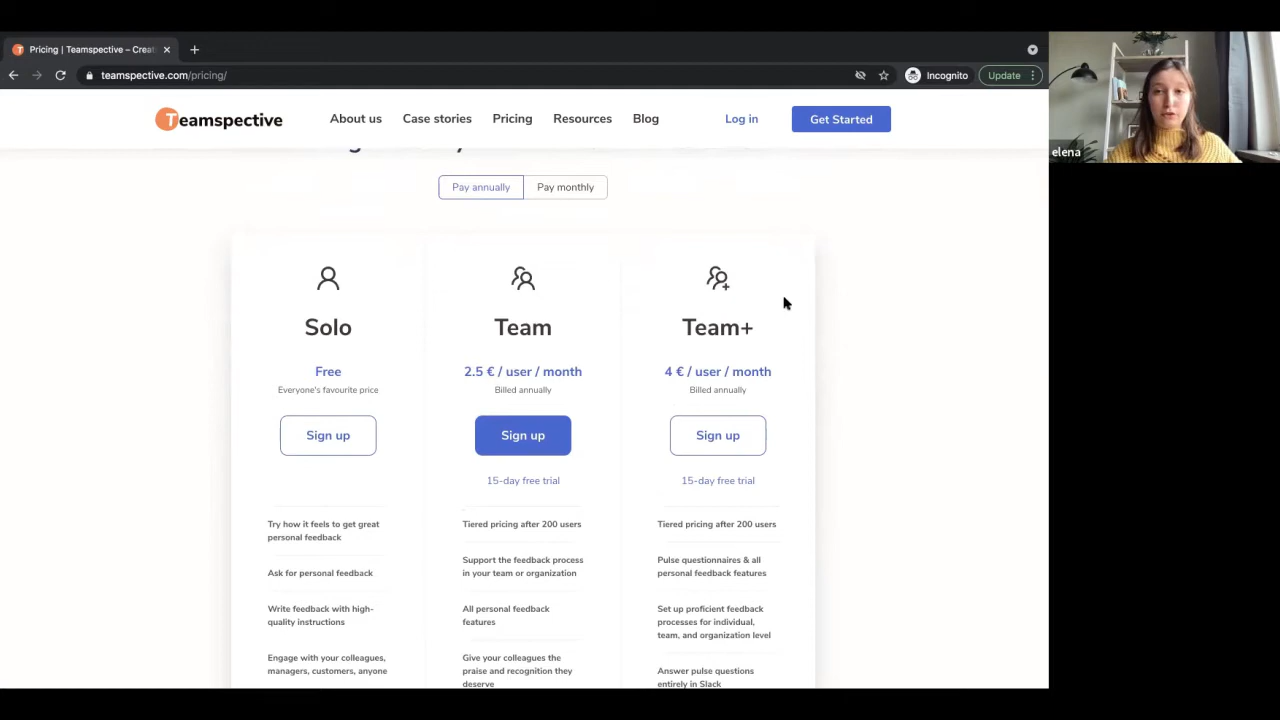 Pricing | Teamspective – Crea
teamspective.com/pricing/
Incognito
Update
Teamspective
About us
Case stories
Pricing
Resources
Blog
Log in
Get Started
elena
Pay annually
Pay monthly
Solo
Free
Everyone's favourite price
Sign up
Try how it feels to get great
personal feedback
Ask for personal feedback
Write feedback with high-
quality instructions
Engage with your colleagues,
managers, customers, anyone
Team
2.5 € / user / month
Billed annually
Sign up
15-day free trial
Tiered pricing after 200 users
Support the feedback process
in your team or organization
All personal feedback
features
Give your colleagues the
praise and recognition they
deserve
Team+
4 € / user / month
Billed annually
Sign up
15-day free trial
Tiered pricing after 200 users
Pulse questionnaires & all
personal feedback features
Set up proficient feedback
processes for individual,
team, and organization level
Answer pulse questions
entirely in Slack